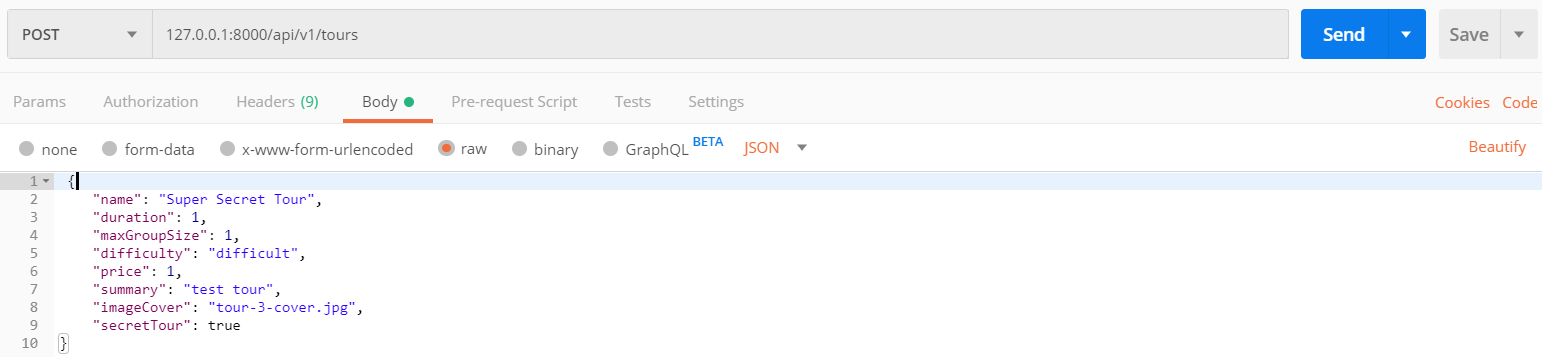 POST 127.0.0.1:8000/api/v1/tours Send Save
Params Authorization Headers (9) Body Pre-request Script Tests Settings Cookies Code
none form-data x-www-form-urlencoded raw binary GraphQL BETA JSON Beautify
1 {
2 "name": "Super Secret Tour",
3 "duration": 1,
4 "maxGroupSize": 1,
5 "difficulty": "difficult",
6 "price": 1,
7 "summary": "test tour",
8 "imageCover": "tour-3-cover.jpg",
9 "secretTour": true
10 }